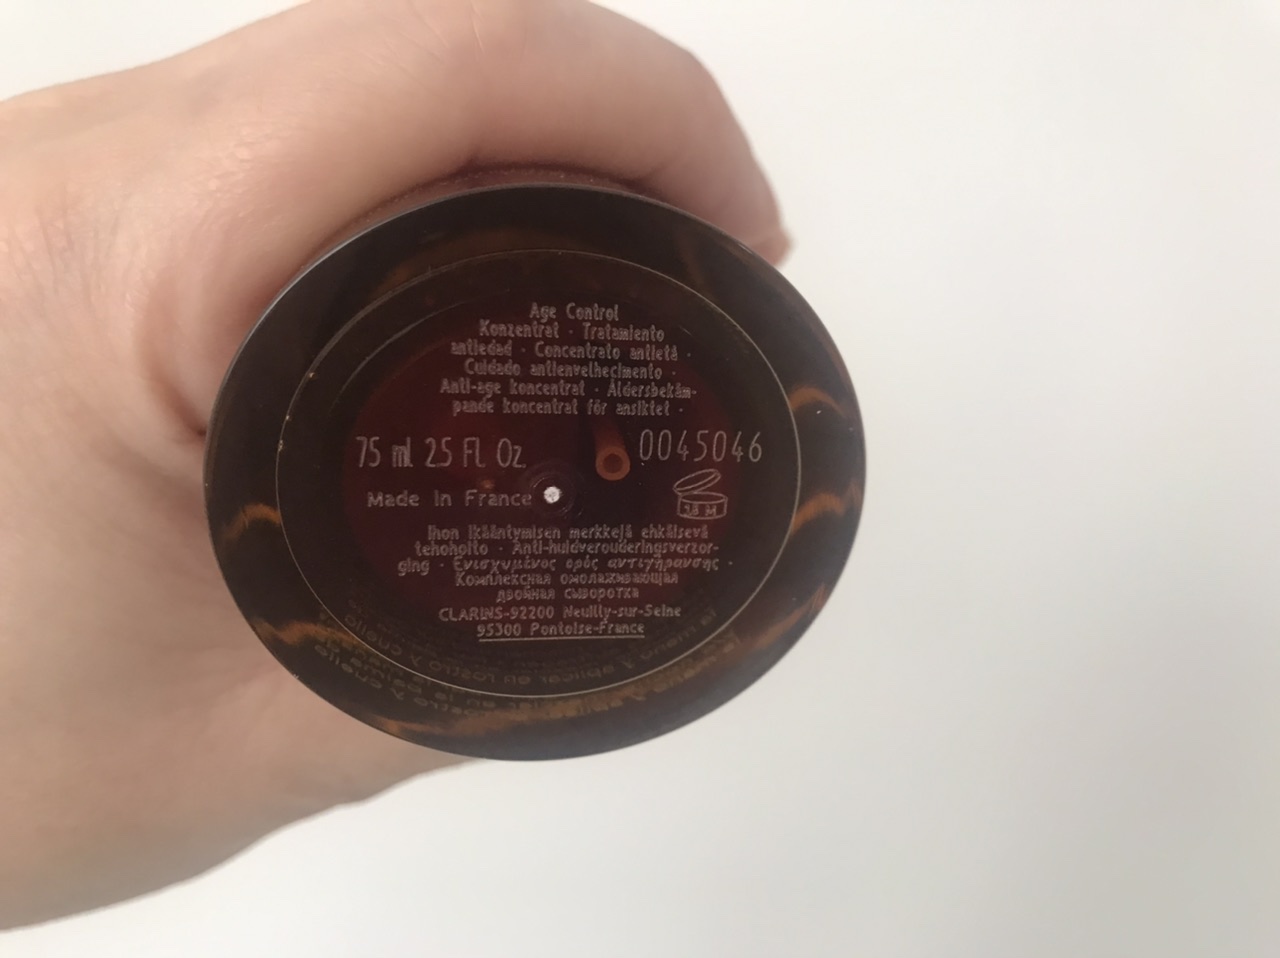 Age Control
Konzentrat · Tratamiento
antiedad · Concentrato antietà ·
Cuidado antienvelhecimento ·
Anti-age koncentrat · Åldersbekäm-
pande koncentrat för ansiktet ·
75 ml 2.5 Fl. Oz. 0045046
Made in France
18 M
Ihon ikääntymisen merkkejä ehkäisevä
tehohoito · Anti-huidverouderingsverzor-
ging · Ενισχυμένος ορός αντιγήρανσης ·
Комплексная омолаживающая
двойная сыворотка
CLARINS-92200 Neuilly-sur-Seine
95300 Pontoise-France